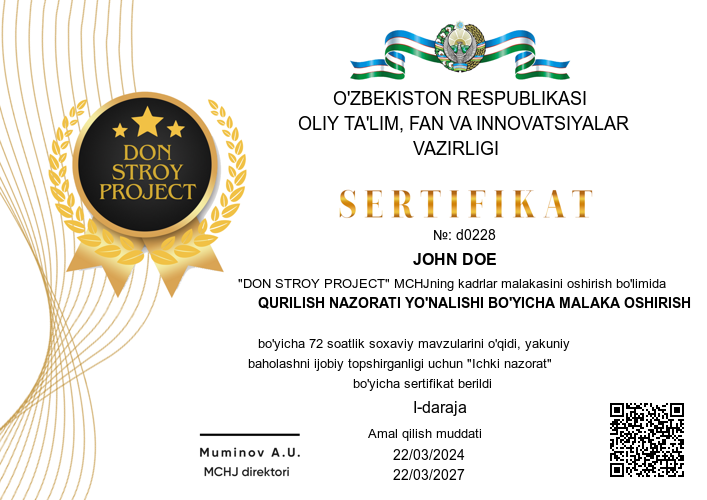 O'ZBEKISTON RESPUBLIKASI
OLIY TA'LIM, FAN VA INNOVATSIYALAR
VAZIRLIGI
DON
STROY
PROJECT
SERTIFIKAT
№: d0228
JOHN DOE
"DON STROY PROJECT" MCHJning kadrlar malakasini oshirish bo'limida
QURILISH NAZORATI YO'NALISHI BO'YICHA MALAKA OSHIRISH
bo'yicha 72 soatlik soxaviy mavzularini o'qidi, yakuniy
baholashni ijobiy topshirganligi uchun "Ichki nazorat"
bo'yicha sertifikat berildi
I-daraja
Amal qilish muddati
22/03/2024
22/03/2027
Muminov A.U.
MCHJ direktori